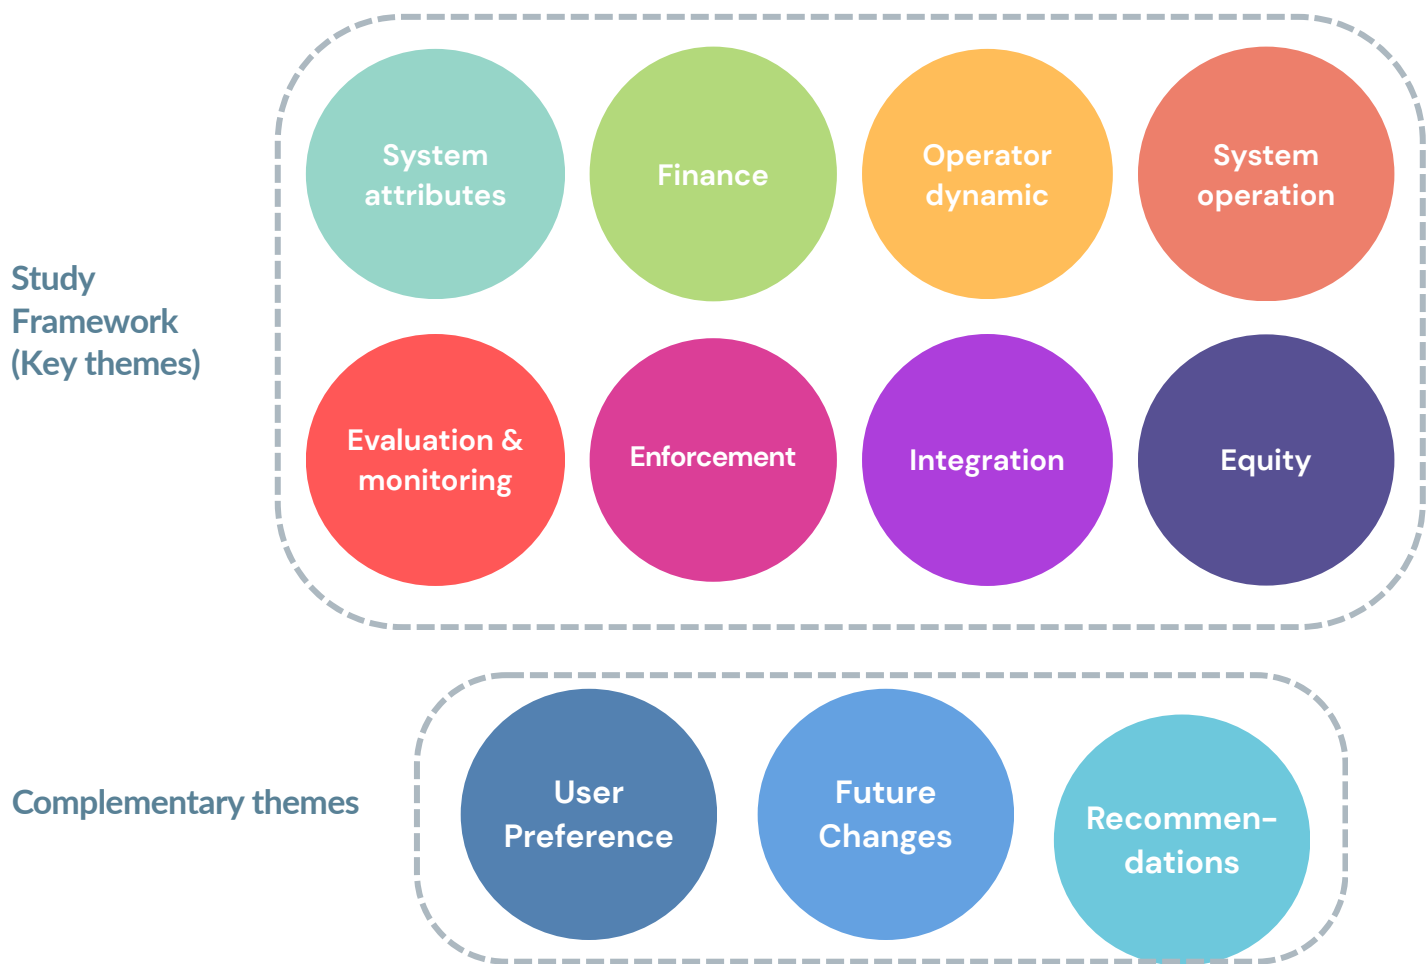 System
attributes
Finance
Operator
dynamic
System
operation
Study
Framework
(Key themes)
Evaluation &
monitoring
Enforcement
Integration
Equity
Complementary themes
User
Preference
Future
Changes
Recommen-
dations